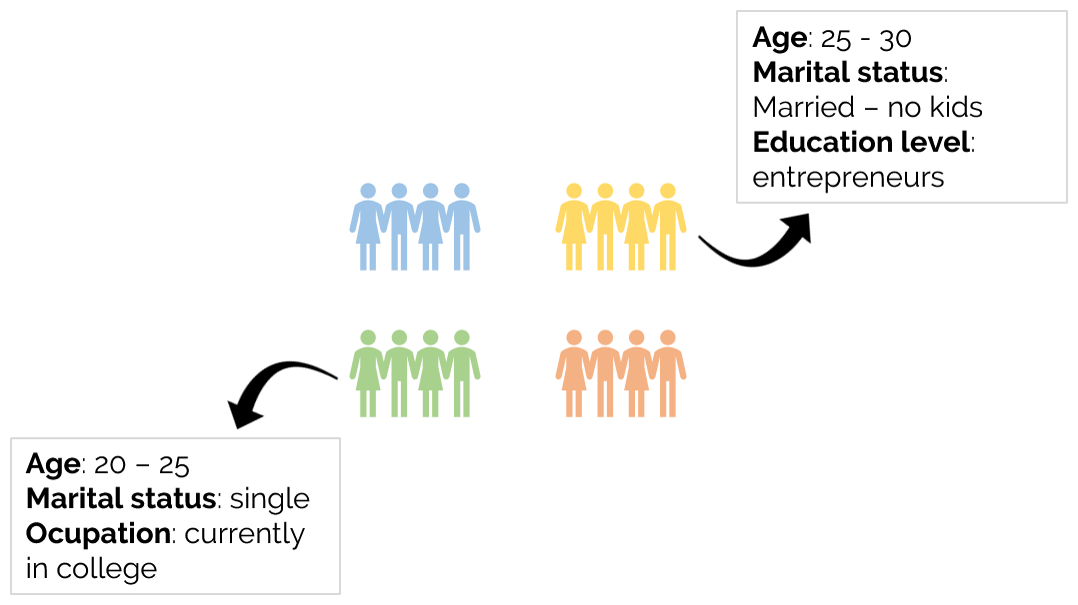 Age: 25 - 30
Marital status:
Married – no kids
Education level:
entrepreneurs
Age: 20 – 25
Marital status: single
Ocupation: currently
in college